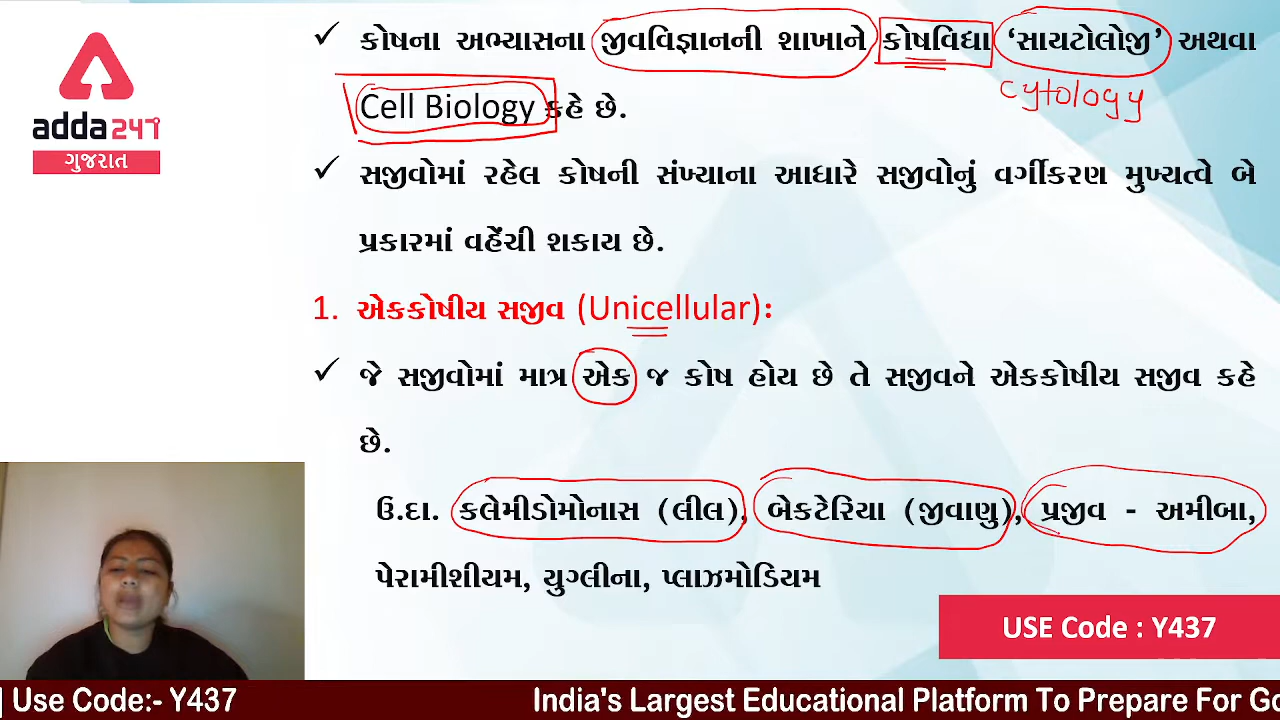 ✓ કોષના અભ્યાસના જીવવિજ્ઞાનની શાખાને કોષવિદ્યા ‘સાયટોલોજી’ અથવા
Cell Biology કહે છે.
cytology
adda247
ગુજરાત
✓ સજીવોમાં રહેલ કોષની સંખ્યાના આધારે સજીવોનું વર્ગીકરણ મુખ્યત્વે બે
પ્રકારમાં વહેંચી શકાય છે.
1. એકકોષીય સજીવ (Unicellular):
✓ જે સજીવોમાં માત્ર એક જ કોષ હોય છે તે સજીવને એકકોષીય સજીવ કહે
છે.
ઉ.દા. કલેમીડોમોનાસ (લીલ), બેકટેરિયા (જીવાણુ), પ્રજીવ - અમીબા,
પેરામીશીયમ, યુગ્લીના, પ્લાઝમોડિયમ
USE Code : Y437
| Use Code:- Y437 India's Largest Educational Platform To Prepare For Go